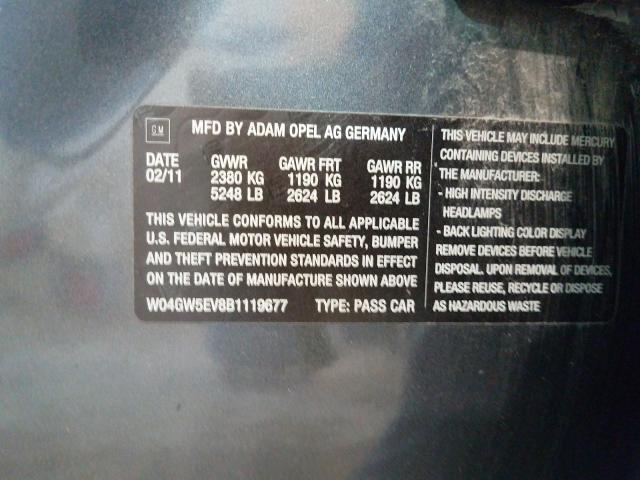 GM
MFD BY ADAM OPEL AG GERMANY
DATE GVWR GAWR FRT GAWR RR
02/11 2380 KG 1190 KG 1190 KG
5248 LB 2624 LB 2624 LB
THIS VEHICLE CONFORMS TO ALL APPLICABLE
U.S. FEDERAL MOTOR VEHICLE SAFETY, BUMPER
AND THEFT PREVENTION STANDARDS IN EFFECT
ON THE DATE OF MANUFACTURE SHOWN ABOVE
W04GW5EV8B1119677 TYPE: PASS CAR
THIS VEHICLE MAY INCLUDE MERCURY
CONTAINING DEVICES INSTALLED BY
THE MANUFACTURER:
- HIGH INTENSITY DISCHARGE
HEADLAMPS
- BACK LIGHTING COLOR DISPLAY
REMOVE DEVICES BEFORE VEHICLE
DISPOSAL. UPON REMOVAL OF DEVICES,
PLEASE REUSE, RECYCLE OR DISPOSE
AS HAZARDOUS WASTE